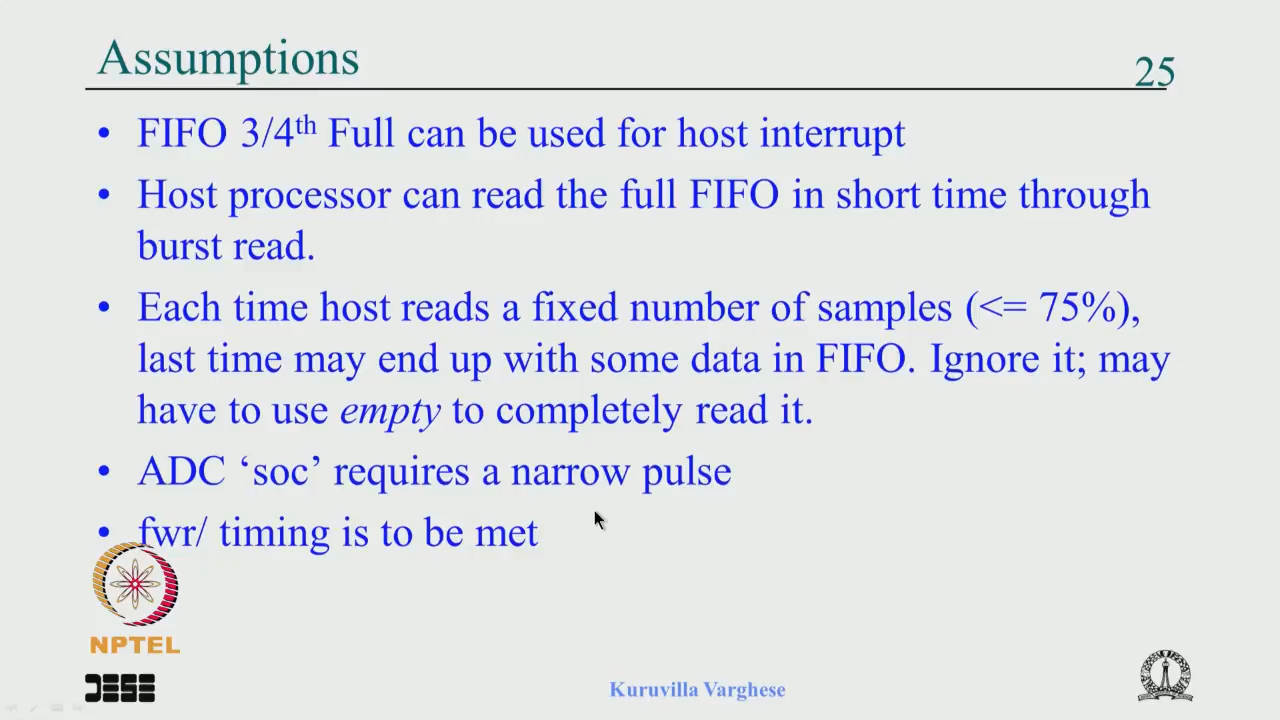 Assumptions
25
• FIFO 3/4th Full can be used for host interrupt
• Host processor can read the full FIFO in short time through
burst read.
• Each time host reads a fixed number of samples (<= 75%),
last time may end up with some data in FIFO. Ignore it; may
have to use empty to completely read it.
• ADC ‘soc’ requires a narrow pulse
• fwr/ timing is to be met
NPTEL
DESE
Kuruvilla Varghese